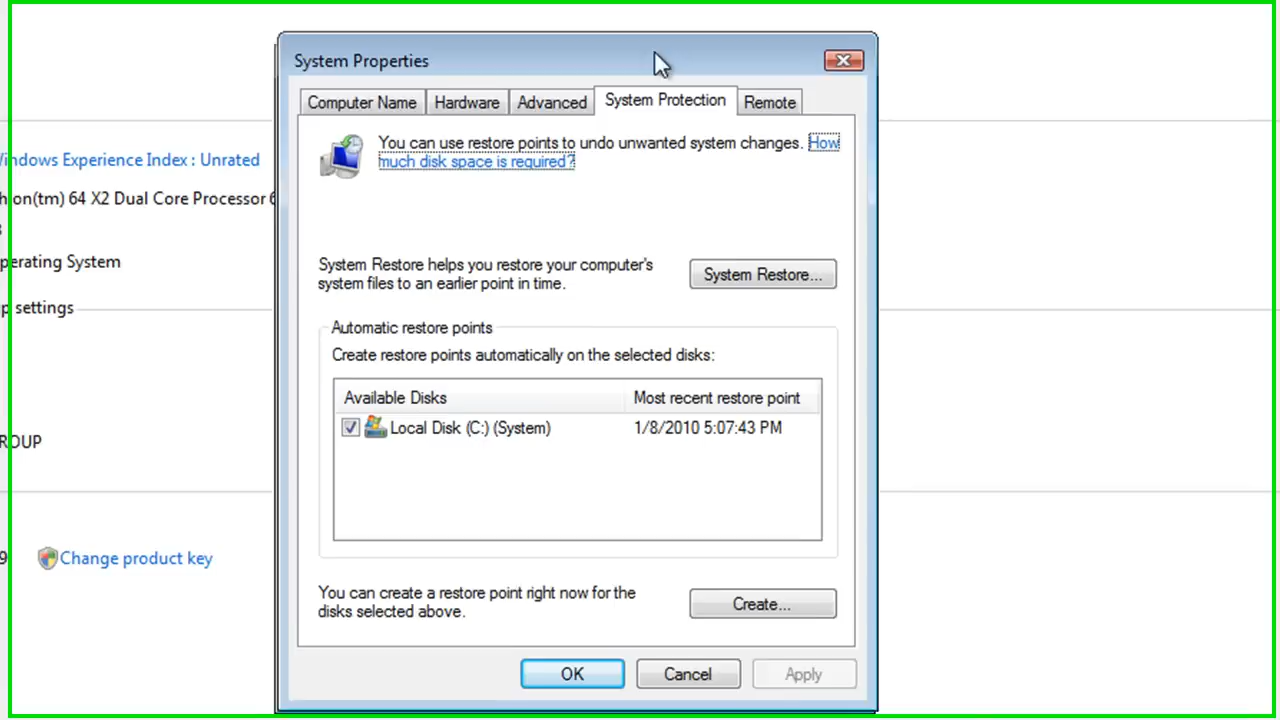 System Properties
Computer Name Hardware Advanced System Protection Remote
You can use restore points to undo unwanted system changes. How
much disk space is required?
indows Experience Index : Unrated
hlon(tm) 64 X2 Dual Core Processor
perating System
System Restore helps you restore your computer's
system files to an earlier point in time.
System Restore...
p settings
Automatic restore points
Create restore points automatically on the selected disks:
Available Disks Most recent restore point
Local Disk (C:) (System) 1/8/2010 5:07:43 PM
ROUP
9 Change product key
You can create a restore point right now for the
disks selected above.
Create...
OK Cancel Apply